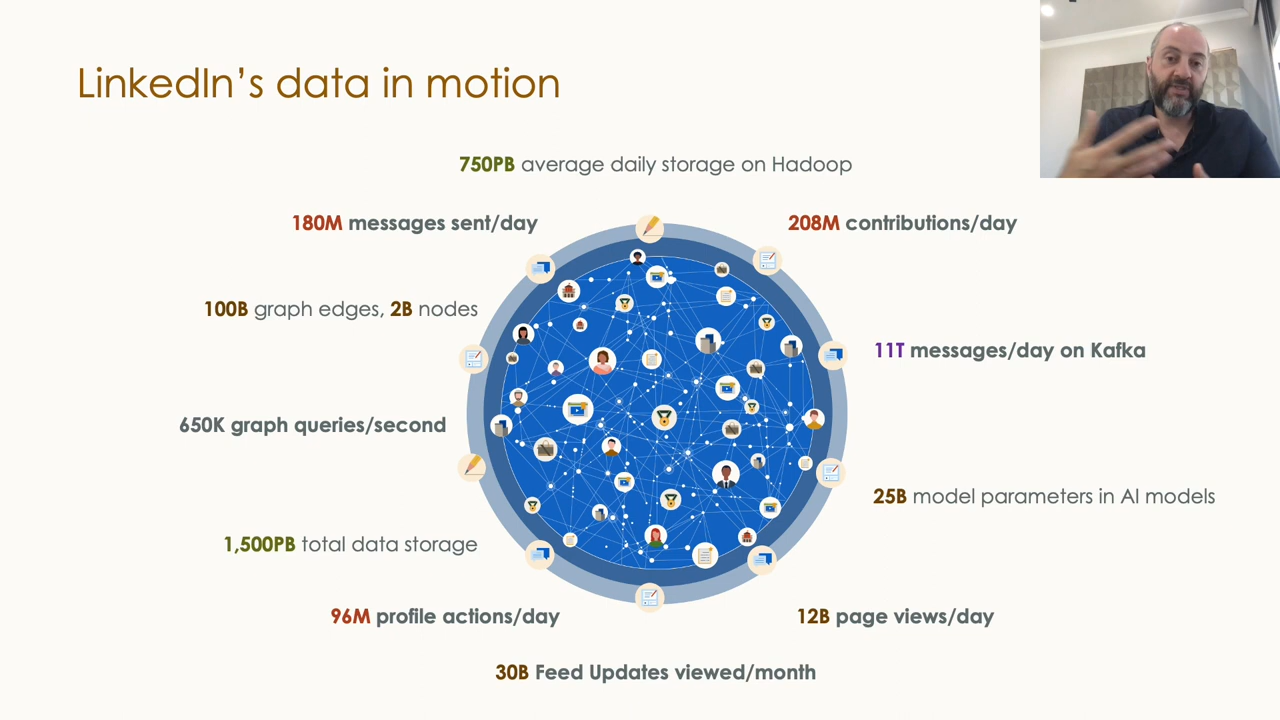 LinkedIn’s data in motion
750PB average daily storage on Hadoop
180M messages sent/day
208M contributions/day
100B graph edges, 2B nodes
11T messages/day on Kafka
650K graph queries/second
25B model parameters in AI models
1,500PB total data storage
96M profile actions/day
12B page views/day
30B Feed Updates viewed/month